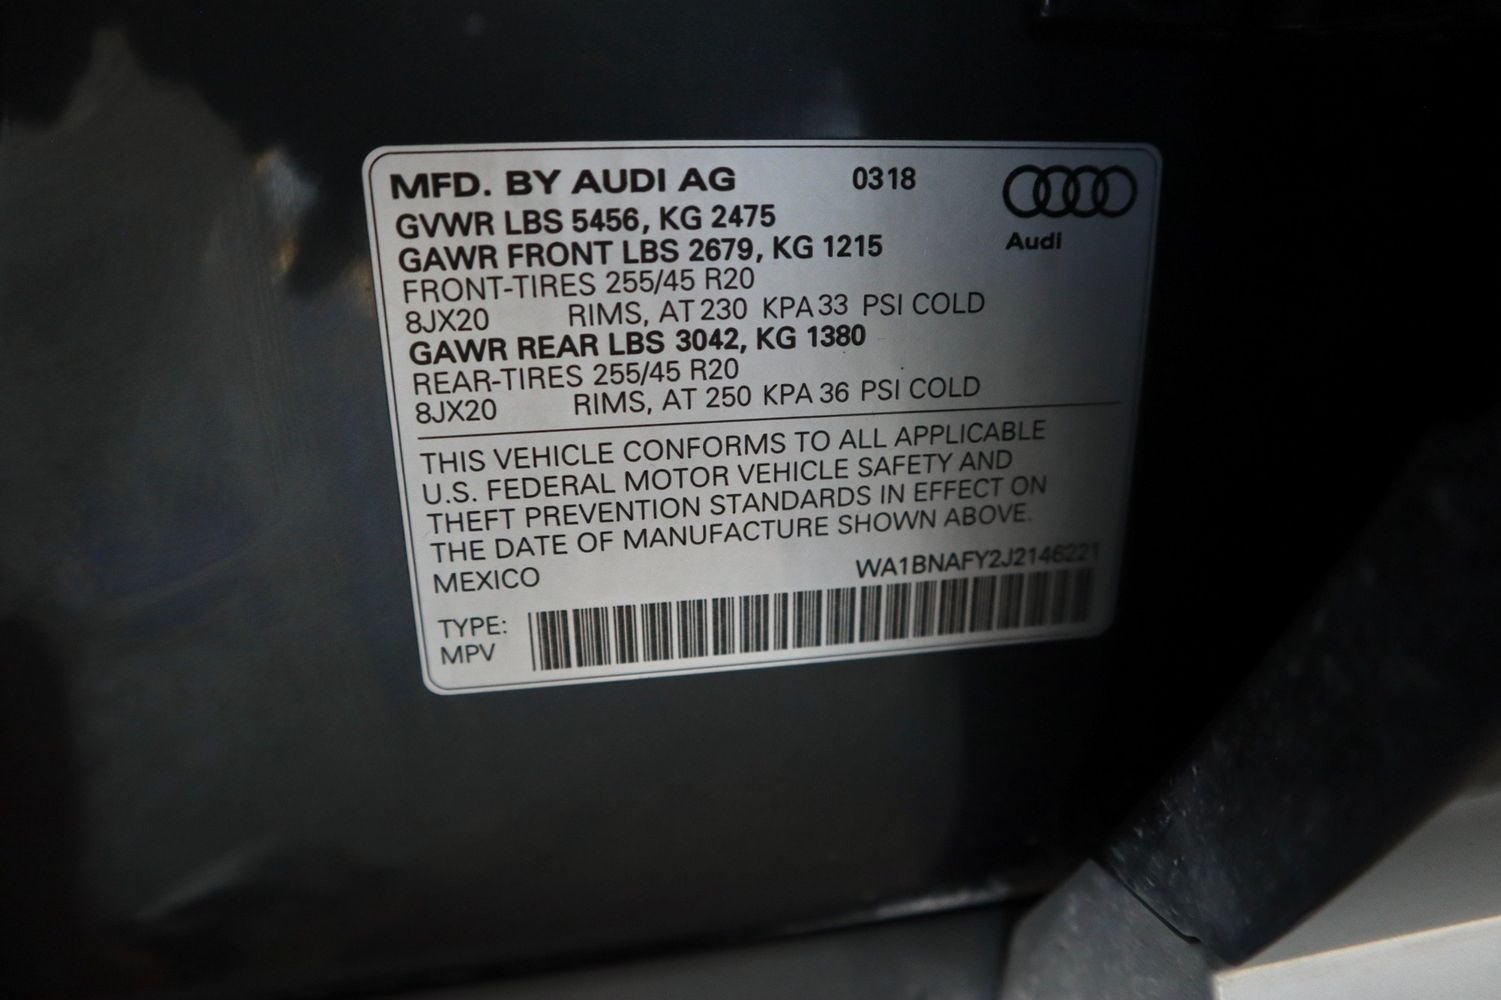 MFD. BY AUDI AG 0318
Audi
GVWR LBS 5456, KG 2475
GAWR FRONT LBS 2679, KG 1215
FRONT-TIRES 255/45 R20
8JX20 RIMS, AT 230 KPA 33 PSI COLD
GAWR REAR LBS 3042, KG 1380
REAR-TIRES 255/45 R20
8JX20 RIMS, AT 250 KPA 36 PSI COLD
THIS VEHICLE CONFORMS TO ALL APPLICABLE
U.S. FEDERAL MOTOR VEHICLE SAFETY AND
THEFT PREVENTION STANDARDS IN EFFECT ON
THE DATE OF MANUFACTURE SHOWN ABOVE.
MEXICO WA1BNAFY2J2146221
TYPE:
MPV